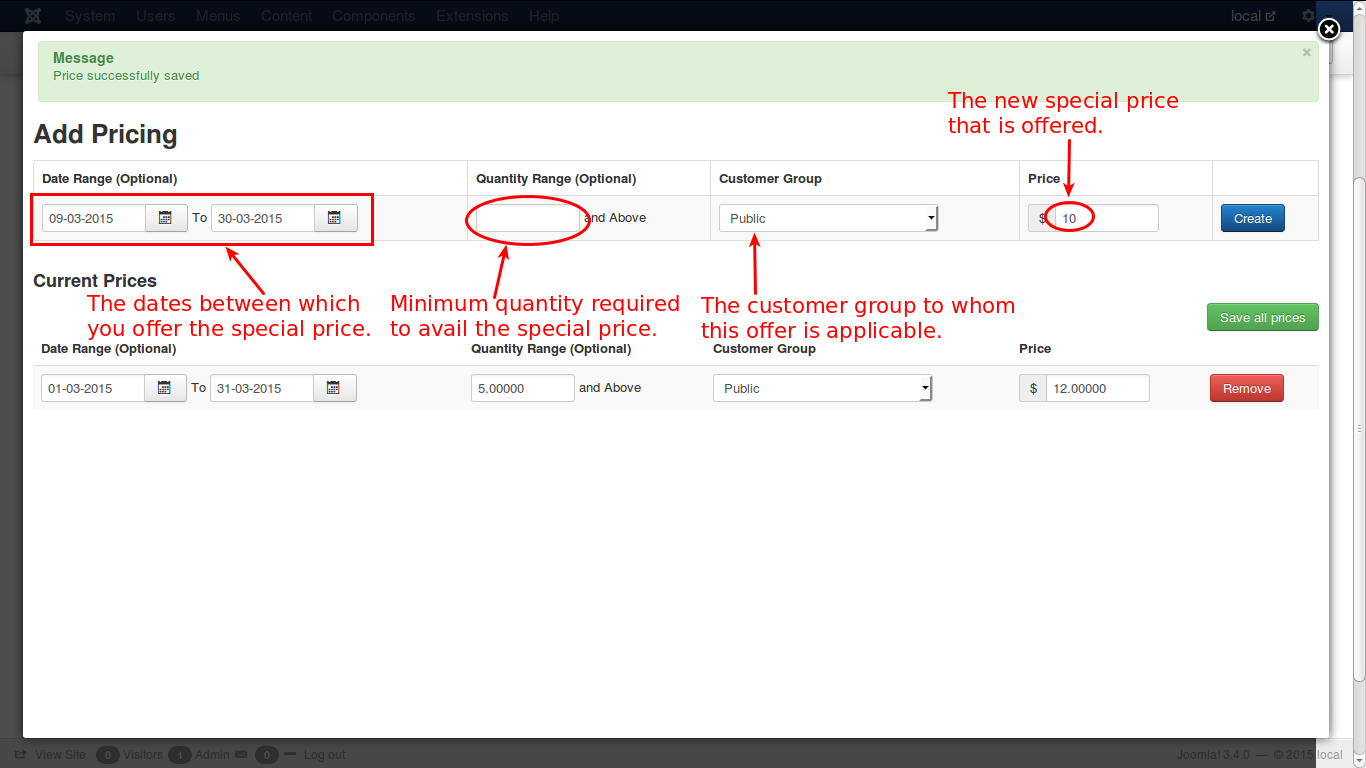 System Users Menus Content Components Extensions Help local
Message
×
Price successfully saved
The new special price
that is offered.
Add Pricing
Date Range (Optional) Quantity Range (Optional) Customer Group Price
09-03-2015 To 30-03-2015 and Above Public $ 10 Create
Current Prices
The dates between which
you offer the special price.
Minimum quantity required
to avail the special price.
The customer group to whom
this offer is applicable.
Save all prices
Date Range (Optional) Quantity Range (Optional) Customer Group Price
01-03-2015 To 31-03-2015 5.00000 and Above Public $ 12.00000 Remove
View Site 0 Visitors 1 Admin 0 Log out Joomla! 3.4.0 — © 2015 local